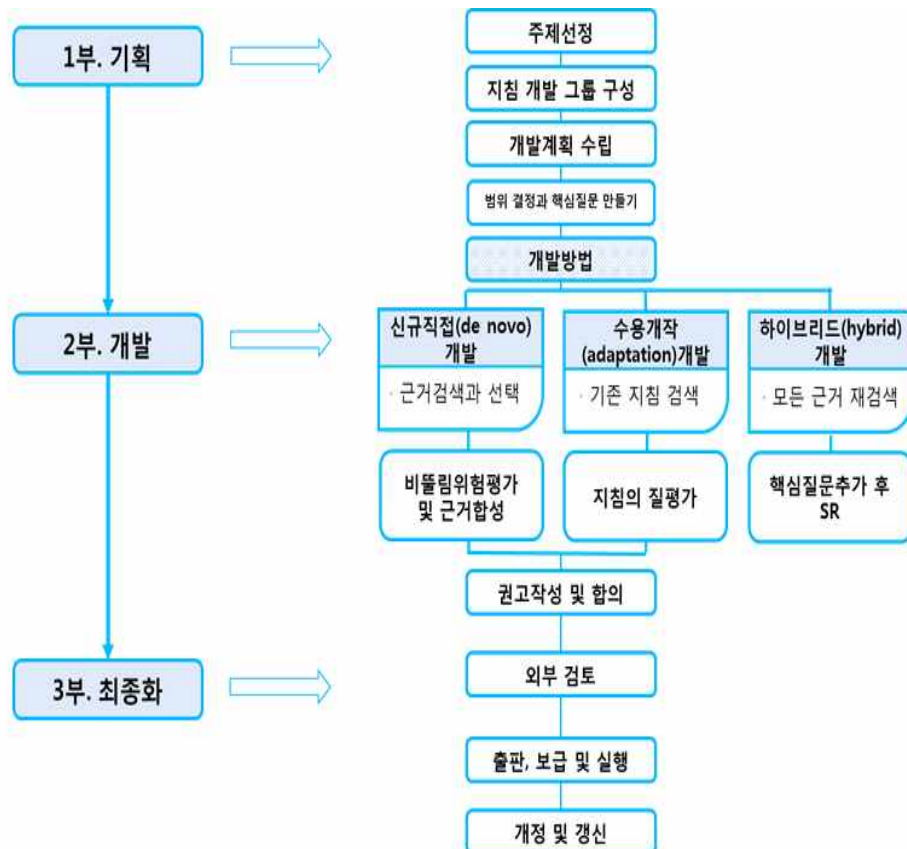 1부. 기획
주제선정
지침 개발 그룹 구성
개발계획 수립
범위 결정과 핵심질문 만들기
개발방법
2부. 개발
신규직접(de novo)
개발
· 근거검색과 선택
수용개작
(adaptation)개발
· 기존 지침 검색
하이브리드(hybrid)
개발
· 모든 근거 재검색
비뚤림위험평가
및 근거합성
지침의 질평가
핵심질문추가 후
SR
권고작성 및 합의
3부. 최종화
외부 검토
출판, 보급 및 실행
개정 및 갱신